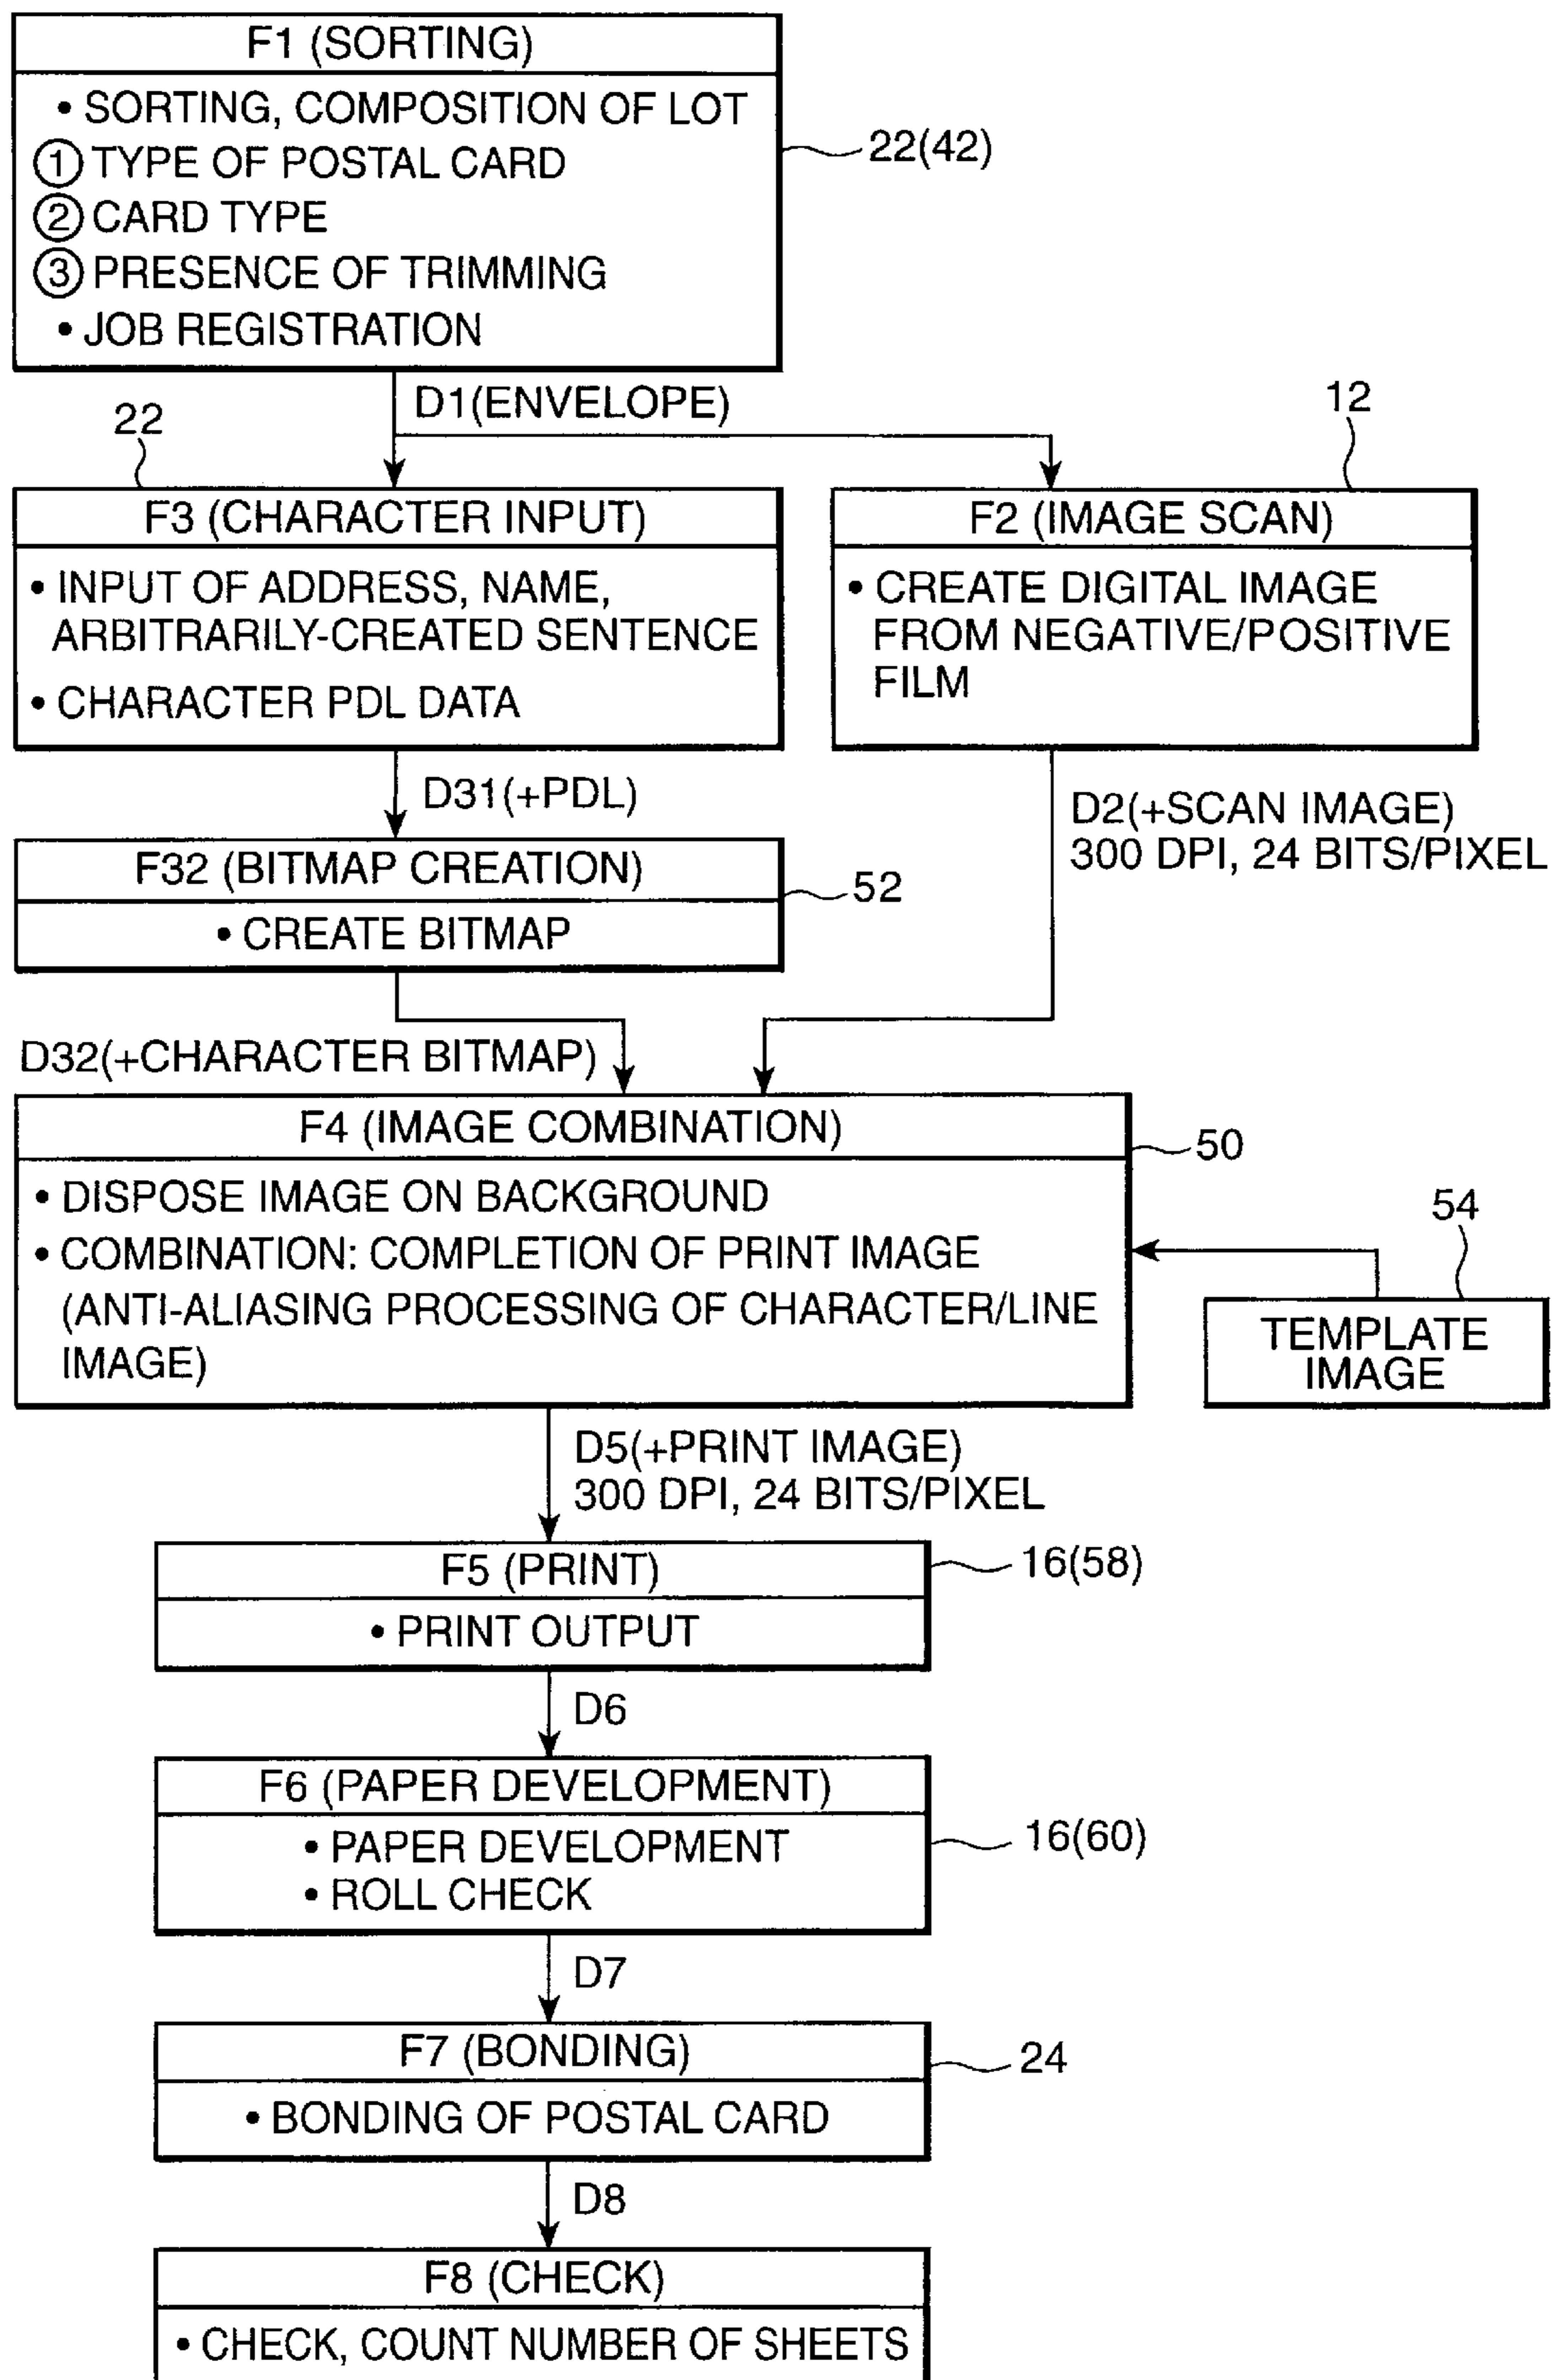 F1 (SORTING)
• SORTING, COMPOSITION OF LOT
① TYPE OF POSTAL CARD
② CARD TYPE
③ PRESENCE OF TRIMMING
• JOB REGISTRATION
22(42)
D1(ENVELOPE)
22
12
F3 (CHARACTER INPUT)
• INPUT OF ADDRESS, NAME,
ARBITRARILY-CREATED SENTENCE
• CHARACTER PDL DATA
F2 (IMAGE SCAN)
• CREATE DIGITAL IMAGE
FROM NEGATIVE/POSITIVE
FILM
D31(+PDL)
D2(+SCAN IMAGE)
300 DPI, 24 BITS/PIXEL
F32 (BITMAP CREATION)
• CREATE BITMAP
52
D32(+CHARACTER BITMAP)
F4 (IMAGE COMBINATION)
• DISPOSE IMAGE ON BACKGROUND
• COMBINATION: COMPLETION OF PRINT IMAGE
(ANTI-ALIASING PROCESSING OF CHARACTER/LINE
IMAGE)
50
54
TEMPLATE
IMAGE
D5(+PRINT IMAGE)
300 DPI, 24 BITS/PIXEL
F5 (PRINT)
• PRINT OUTPUT
16(58)
D6
F6 (PAPER DEVELOPMENT)
• PAPER DEVELOPMENT
• ROLL CHECK
16(60)
D7
F7 (BONDING)
• BONDING OF POSTAL CARD
24
D8
F8 (CHECK)
• CHECK, COUNT NUMBER OF SHEETS